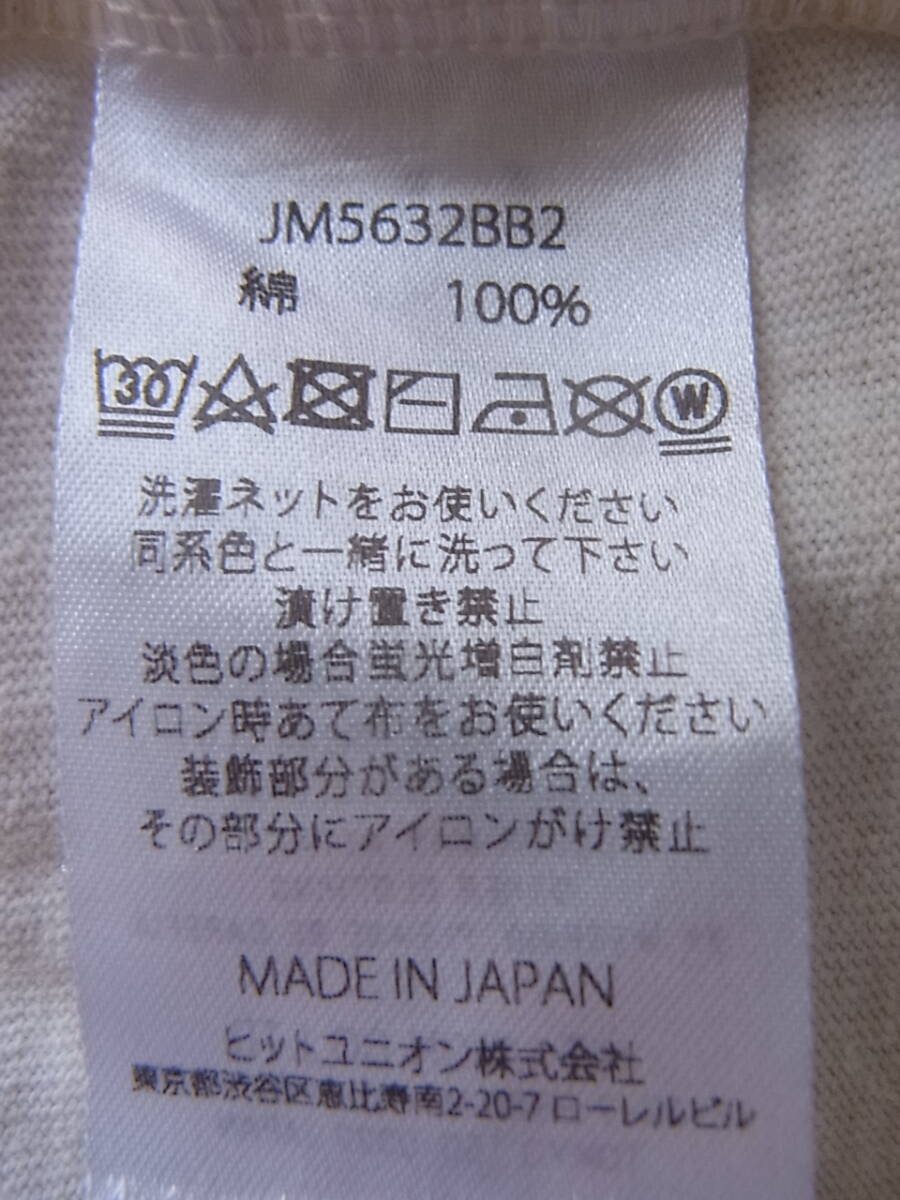 JM5632BB2
綿 100%
30 W
洗濯ネットをお使いください
同系色と一緒に洗って下さい
漬け置き禁止
淡色の場合蛍光増白剤禁止
アイロン時あて布をお使いください
装飾部分がある場合は、
その部分にアイロンがけ禁止
MADE IN JAPAN
ヒットユニオン株式会社
東京都渋谷区恵比寿南2-20-7 ローレルビル